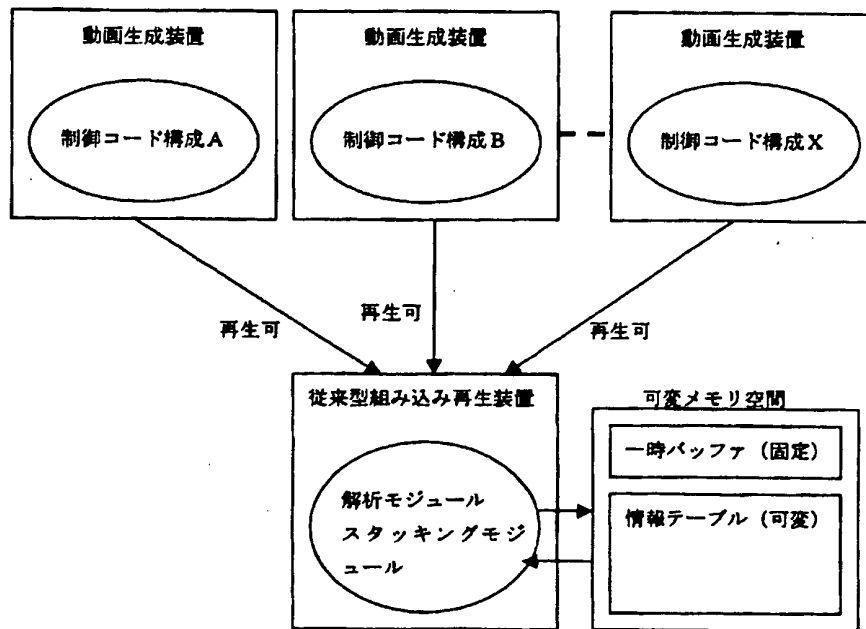 動画生成装置
動画生成装置
動画生成装置
制御コード構成A
制御コード構成B
制御コード構成X
再生可
再生可
再生可
従来型組み込み再生装置
可変メモリ空間
一時バッファ（固定）
解析モジュール
スタッキングモジ
ュール
情報テーブル（可変）